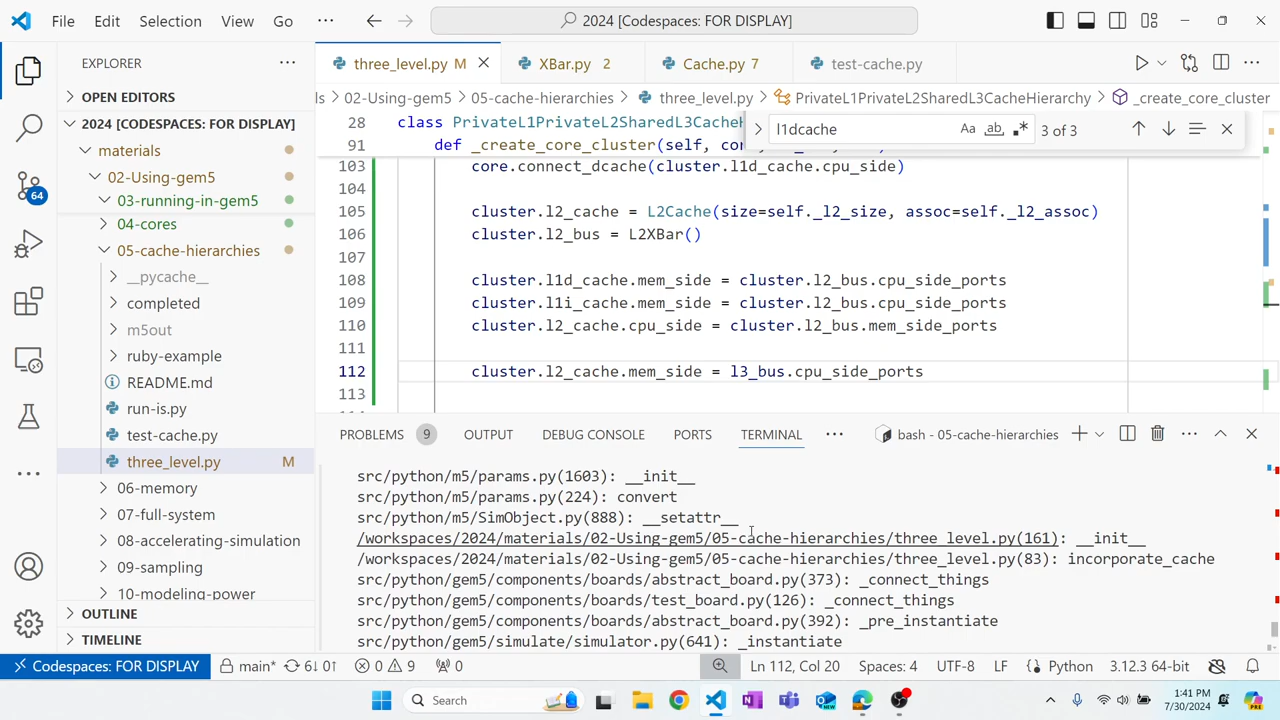 File Edit Selection View Go ··· 2024 [Codespaces: FOR DISPLAY]
EXPLORER ···
three_level.py M
XBar.py 2
Cache.py 7
test-cache.py
OPEN EDITORS
2024 [CODESPACES: FOR DISPLAY]
materials
02-Using-gem5
03-running-in-gem5
04-cores
05-cache-hierarchies
__pycache__
completed
m5out
ruby-example
README.md
run-is.py
test-cache.py
three_level.py M
06-memory
07-full-system
08-accelerating-simulation
09-sampling
10-modeling-power
OUTLINE
TIMELINE
64
ls > 02-Using-gem5 > 05-cache-hierarchies > three_level.py > PrivateL1PrivateL2SharedL3CacheHierarchy > _create_core_cluster
l1dcache Aa ab 3 of 3
28 class PrivateL1PrivateL2SharedL3CacheH
91 def _create_core_cluster(self, co
103 core.connect_dcache(cluster.l1d_cache.cpu_side)
104
105 cluster.l2_cache = L2Cache(size=self._l2_size, assoc=self._l2_assoc)
106 cluster.l2_bus = L2XBar()
107
108 cluster.l1d_cache.mem_side = cluster.l2_bus.cpu_side_ports
109 cluster.l1i_cache.mem_side = cluster.l2_bus.cpu_side_ports
110 cluster.l2_cache.cpu_side = cluster.l2_bus.mem_side_ports
111
112 cluster.l2_cache.mem_side = l3_bus.cpu_side_ports
113
PROBLEMS 9 OUTPUT DEBUG CONSOLE PORTS TERMINAL ··· bash - 05-cache-hierarchies
src/python/m5/params.py(1603): __init__
src/python/m5/params.py(224): convert
src/python/m5/SimObject.py(888): __setattr__
/workspaces/2024/materials/02-Using-gem5/05-cache-hierarchies/three_level.py(161): __init__
/workspaces/2024/materials/02-Using-gem5/05-cache-hierarchies/three_level.py(83): incorporate_cache
src/python/gem5/components/boards/abstract_board.py(373): _connect_things
src/python/gem5/components/boards/test_board.py(126): _connect_things
src/python/gem5/components/boards/abstract_board.py(392): _pre_instantiate
src/python/gem5/simulate/simulator.py(641): _instantiate
Codespaces: FOR DISPLAY main* 6↓ 0↑ 0 9 0 Ln 112, Col 20 Spaces: 4 UTF-8 LF Python 3.12.3 64-bit
Search
1:41 PM
7/30/2024
PRE